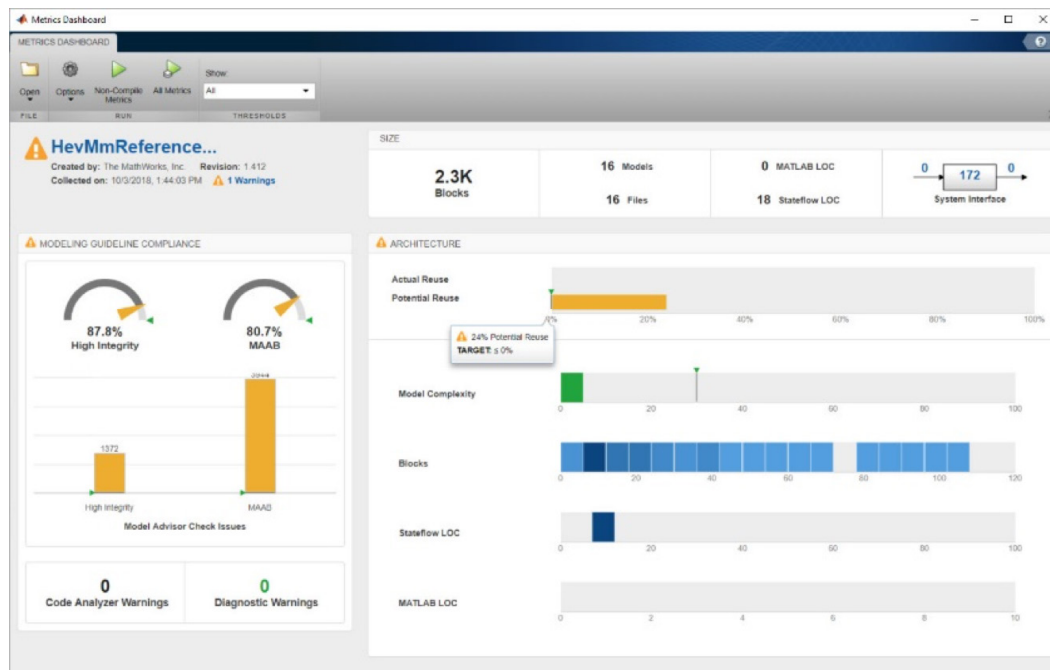 Metrics Dashboard
METRICS DASHBOARD
?
Open
Options
Non-Compile Metrics
All Metrics
Show:
All
FILE
RUN
THRESHOLDS
HevMmReference...
Created by: The MathWorks, Inc. Revision: 1.412
Collected on: 10/3/2018, 1:44:03 PM 1 Warnings
SIZE
2.3K
Blocks
16 Models
16 Files
0 MATLAB LOC
18 Stateflow LOC
0 172 0
System Interface
MODELING GUIDELINE COMPLIANCE
87.8%
High Integrity
80.7%
MAAB
1372
High Integrity
MAAB
Model Advisor Check Issues
0
Code Analyzer Warnings
0
Diagnostic Warnings
ARCHITECTURE
Actual Reuse
Potential Reuse
0% 20% 40% 60% 80% 100%
24% Potential Reuse
TARGET: ≤ 0%
Model Complexity
0 20 40 60 80 100
Blocks
0 20 40 60 80 100 120
Stateflow LOC
0 20 40 60 80 100
MATLAB LOC
0 2 4 6 8 10